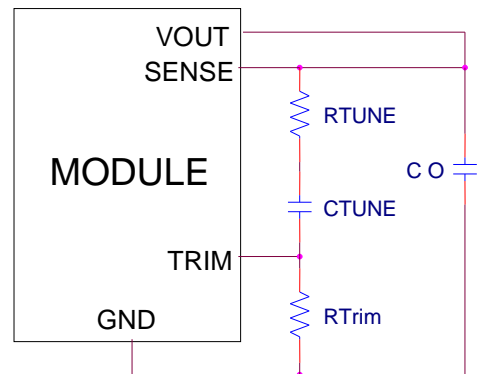 VOUT
SENSE
RTUNE
MODULE
C O
CTUNE
TRIM
GND
RTrim